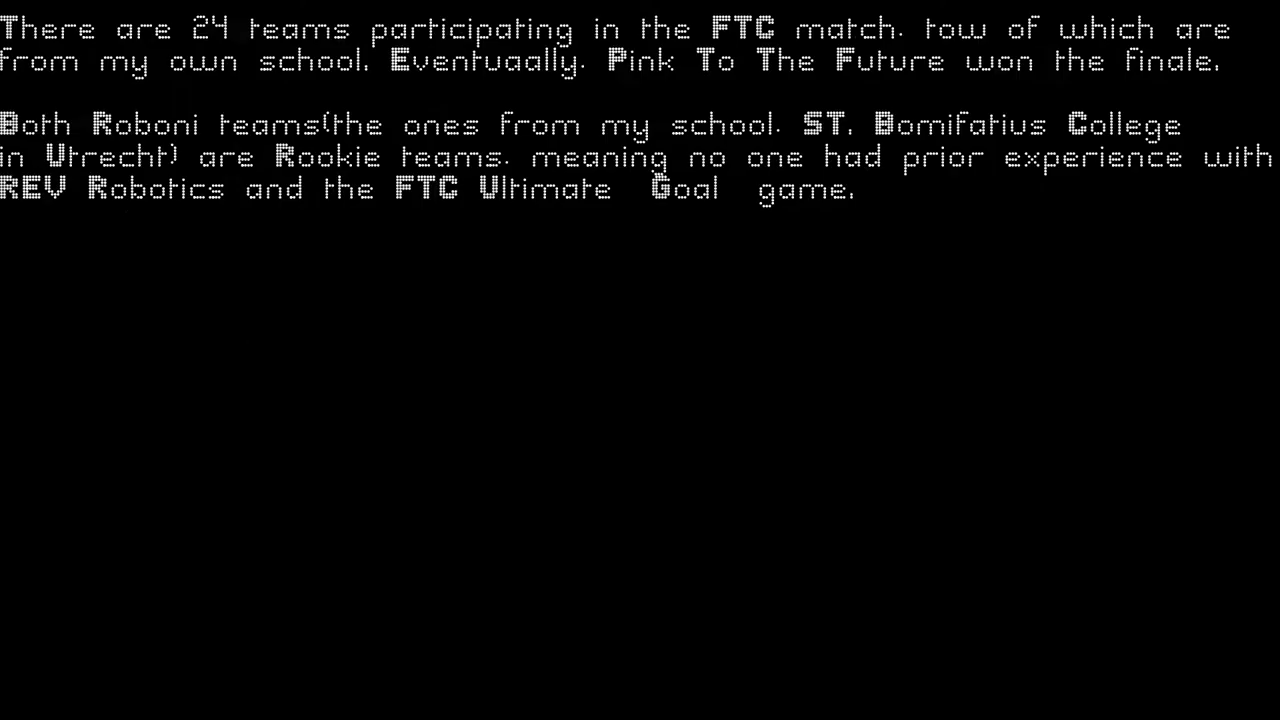 There are 24 teams participating in the FTC match, tow of which are
from my own school. Eventuaally, Pink To The Future won the finale.
Both Roboni teams(the ones from my school, ST. Bomifatius College
in Utrecht) are Rookie teams, meaning no one had prior experience with
REV Robotics and the FTC Ultimate Goal game.